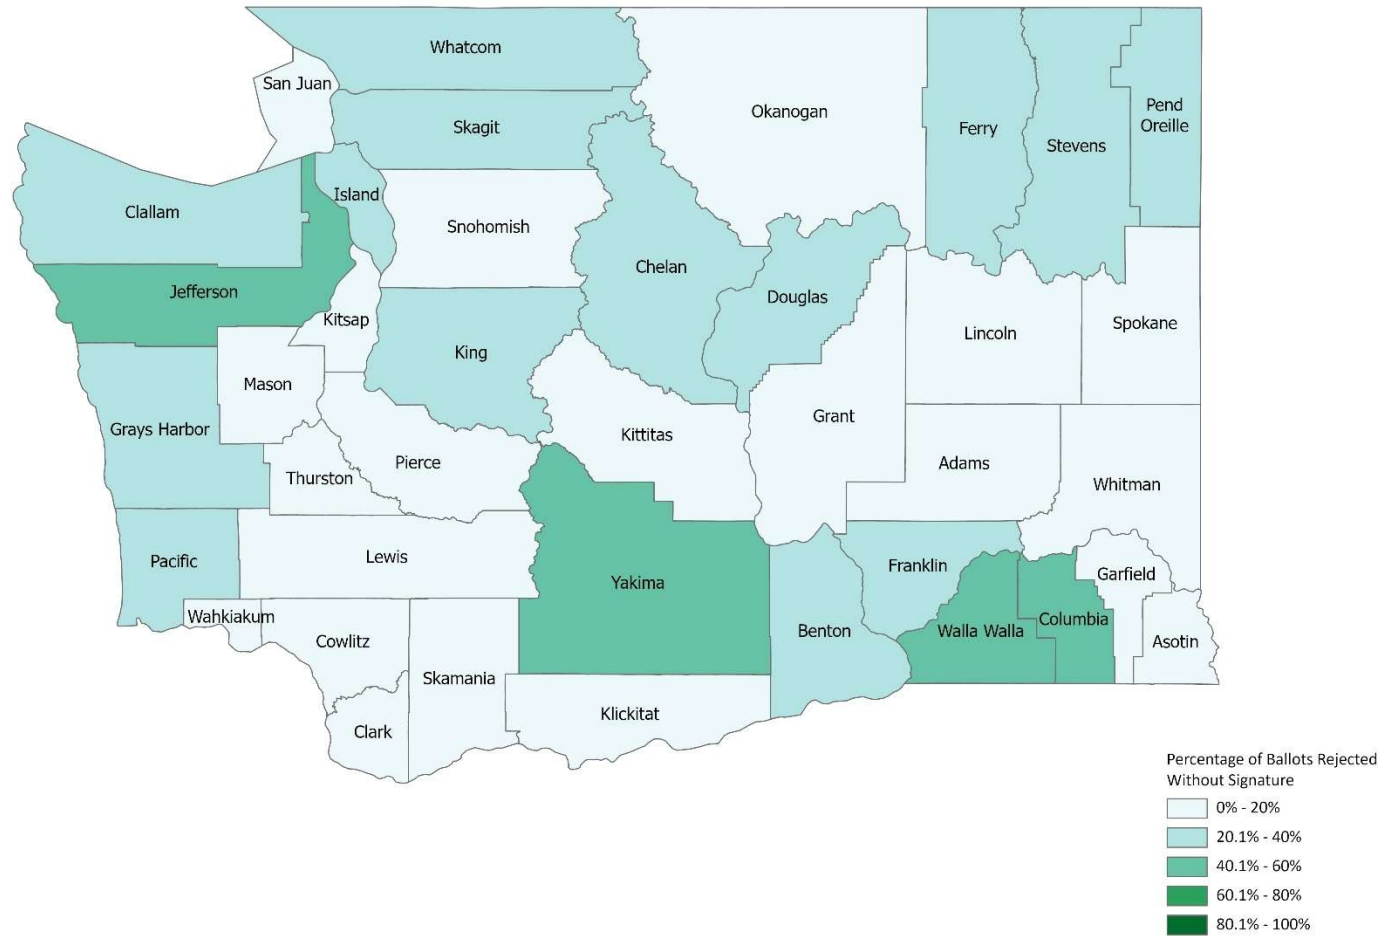 Whatcom
San Juan
Okanogan
Pend
Oreille
Skagit
Ferry
Stevens
Island
Clallam
Snohomish
Chelan
Jefferson
Douglas
Kitsap
Lincoln
Spokane
King
Mason
Grant
Grays Harbor
Kittitas
Pierce
Adams
Thurston
Whitman
Lewis
Pacific
Franklin
Garfield
Yakima
Wahkiakum
Columbia
Benton
Walla Walla
Cowlitz
Asotin
Skamania
Klickitat
Clark
Percentage of Ballots Rejected
Without Signature
0% - 20%
20.1% - 40%
40.1% - 60%
60.1% - 80%
80.1% - 100%